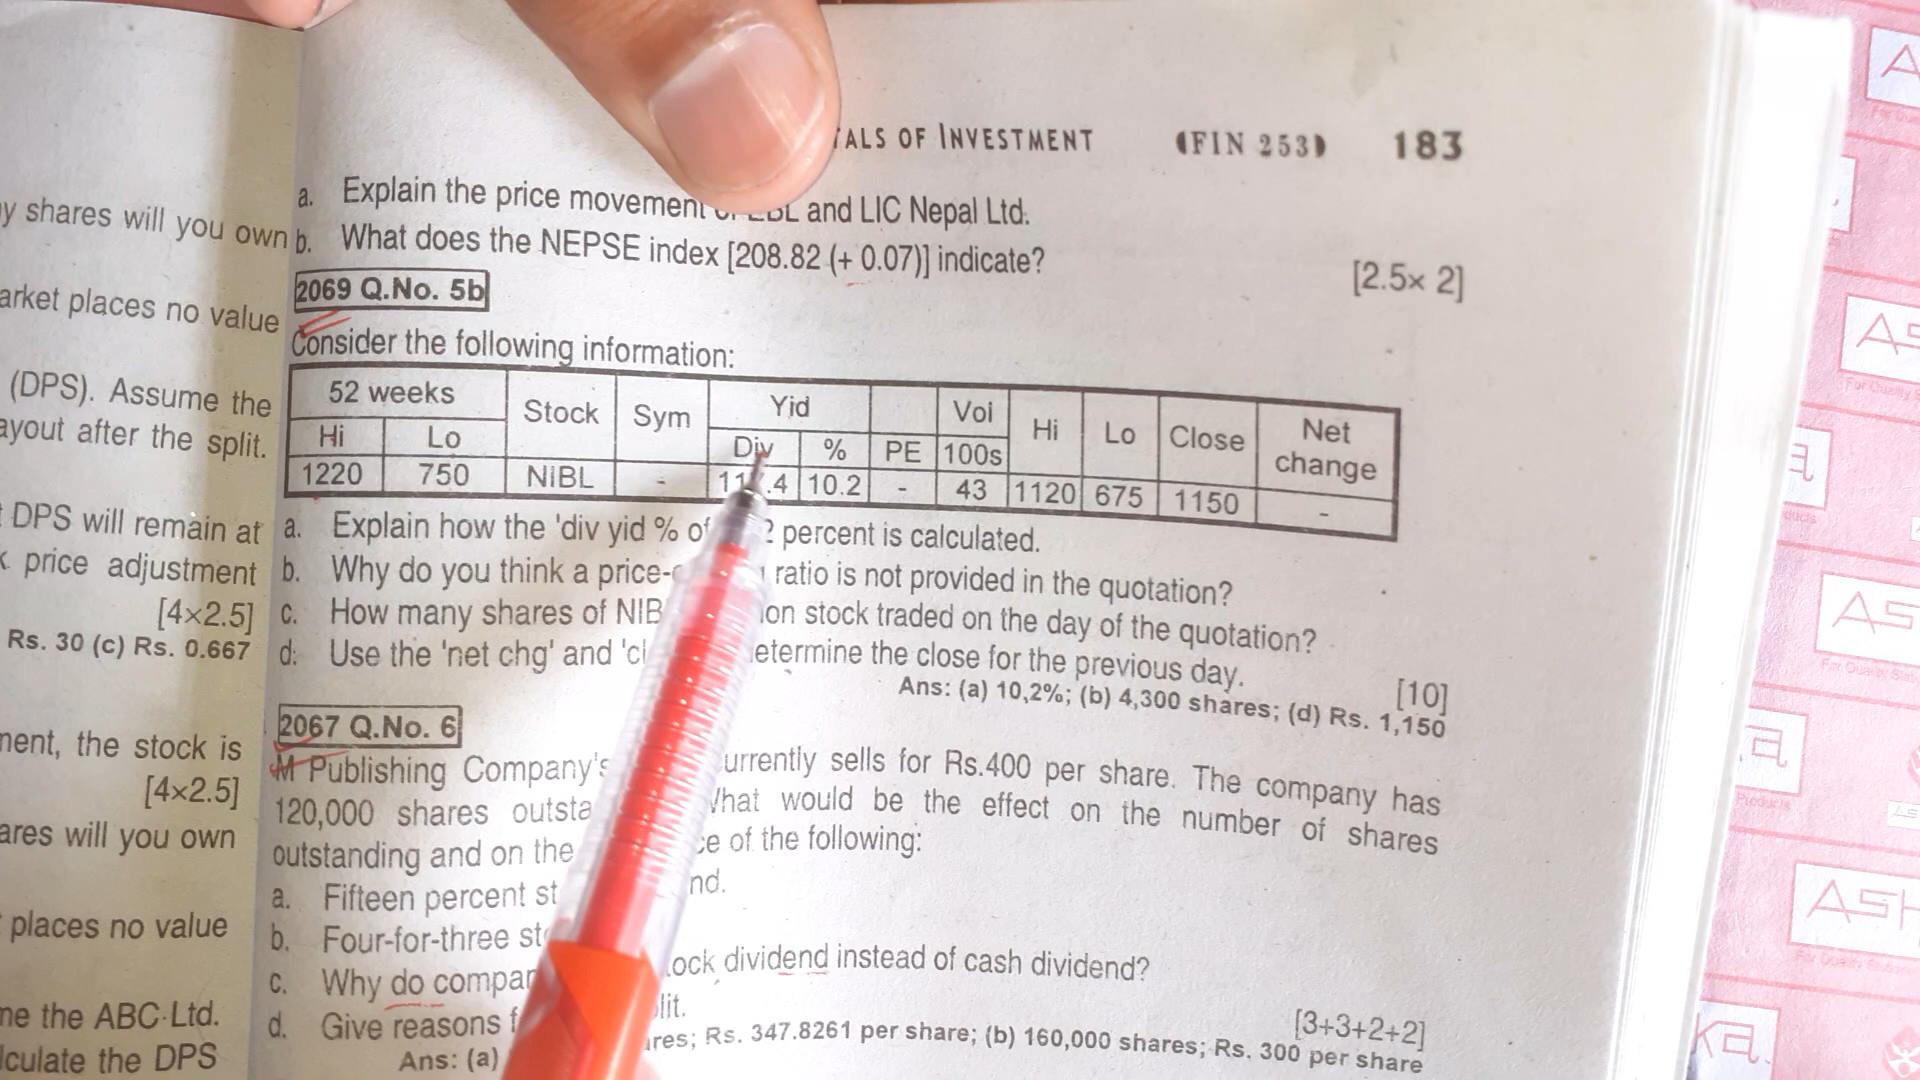 y shares will you own
arket places no value
(DPS). Assume the
ayout after the split.
DPS will remain at
price adjustment
[4×2.5]
Rs. 30 (c) Rs. 0.667
ment, the stock is
[4×2.5]
ares will you own
places no value
me the ABC Ltd.
lculate the DPS
TALS OF INVESTMENT (FIN 253) 183
a. Explain the price movement and LIC Nepal Ltd.
b. What does the NEPSE index [208.82 (+ 0.07)] indicate?
[2.5× 2]
2069 Q.No. 5b
Consider the following information:
52 weeks Stock Sym Yid Voi Hi Lo Close Net change
Hi Lo Div % PE 100s
1220 750 NIBL - 11 .4 10.2 - 43 1120 675 1150 -
a. Explain how the 'div yid % of 2 percent is calculated.
b. Why do you think a price- ratio is not provided in the quotation?
c. How many shares of NIB on stock traded on the day of the quotation?
d. Use the 'net chg' and 'cl etermine the close for the previous day.
[10]
Ans: (a) 10,2%; (b) 4,300 shares; (d) Rs. 1,150
2067 Q.No. 6
M Publishing Company's urrently sells for Rs.400 per share. The company has
120,000 shares outsta What would be the effect on the number of shares
outstanding and on the ce of the following:
a. Fifteen percent st nd.
b. Four-for-three st
c. Why do compan ock dividend instead of cash dividend?
d. Give reasons f lit.
[3+3+2+2]
Ans: (a) res; Rs. 347.8261 per share; (b) 160,000 shares; Rs. 300 per share